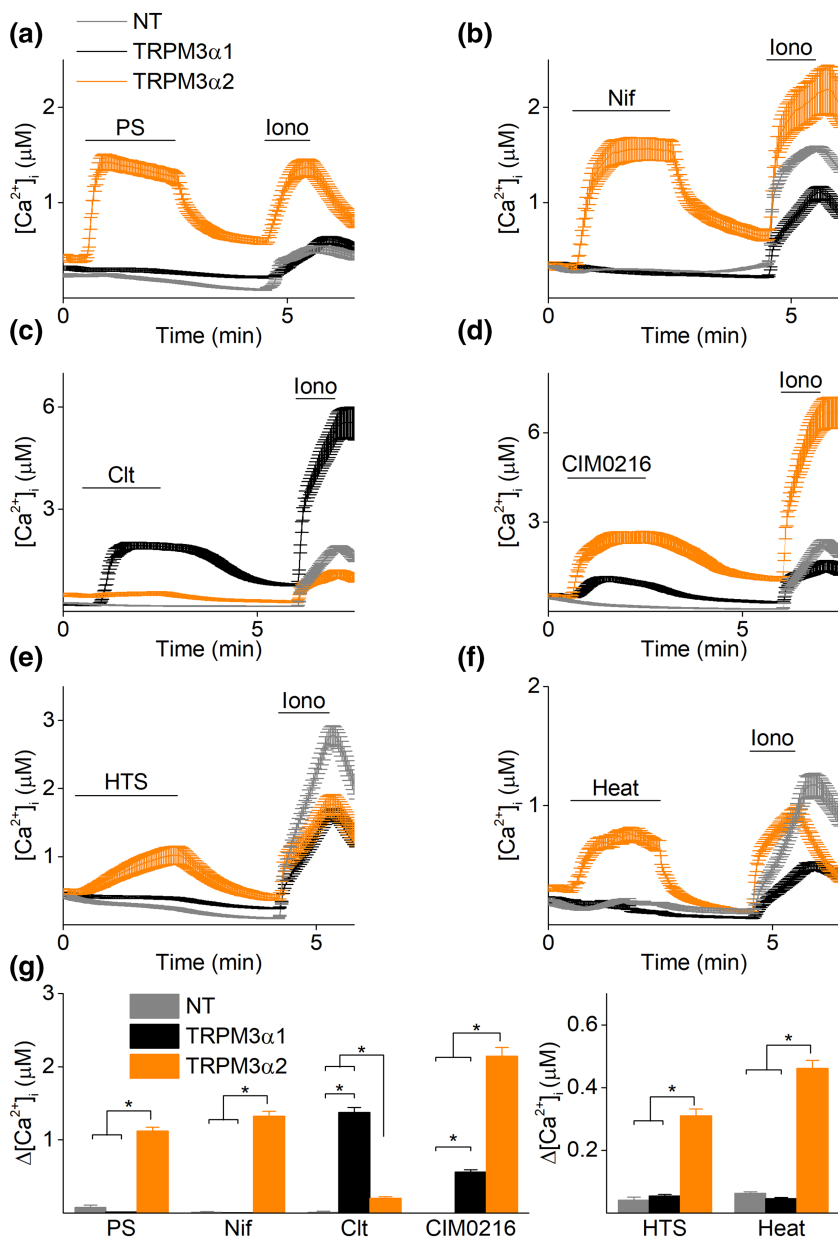 (a)
NT
TRPM3α1
TRPM3α2
PS
Iono
2
1
[Ca²⁺]ᵢ (μM)
0
5
Time (min)
(b)
Nif
Iono
2
1
[Ca²⁺]ᵢ (μM)
0
5
Time (min)
(c)
Clt
Iono
6
3
[Ca²⁺]ᵢ (μM)
0
5
Time (min)
(d)
CIM0216
Iono
6
3
[Ca²⁺]ᵢ (μM)
0
5
Time (min)
(e)
HTS
Iono
3
2
1
[Ca²⁺]ᵢ (μM)
0
5
Time (min)
(f)
Heat
Iono
2
1
[Ca²⁺]ᵢ (μM)
0
5
Time (min)
(g)
NT
TRPM3α1
TRPM3α2
3
2
1
Δ[Ca²⁺]ᵢ (μM)
*
*
*
*
*
*
PS
Nif
Clt
CIM0216
0.6
0.4
0.2
Δ[Ca²⁺]ᵢ (μM)
*
*
HTS
Heat